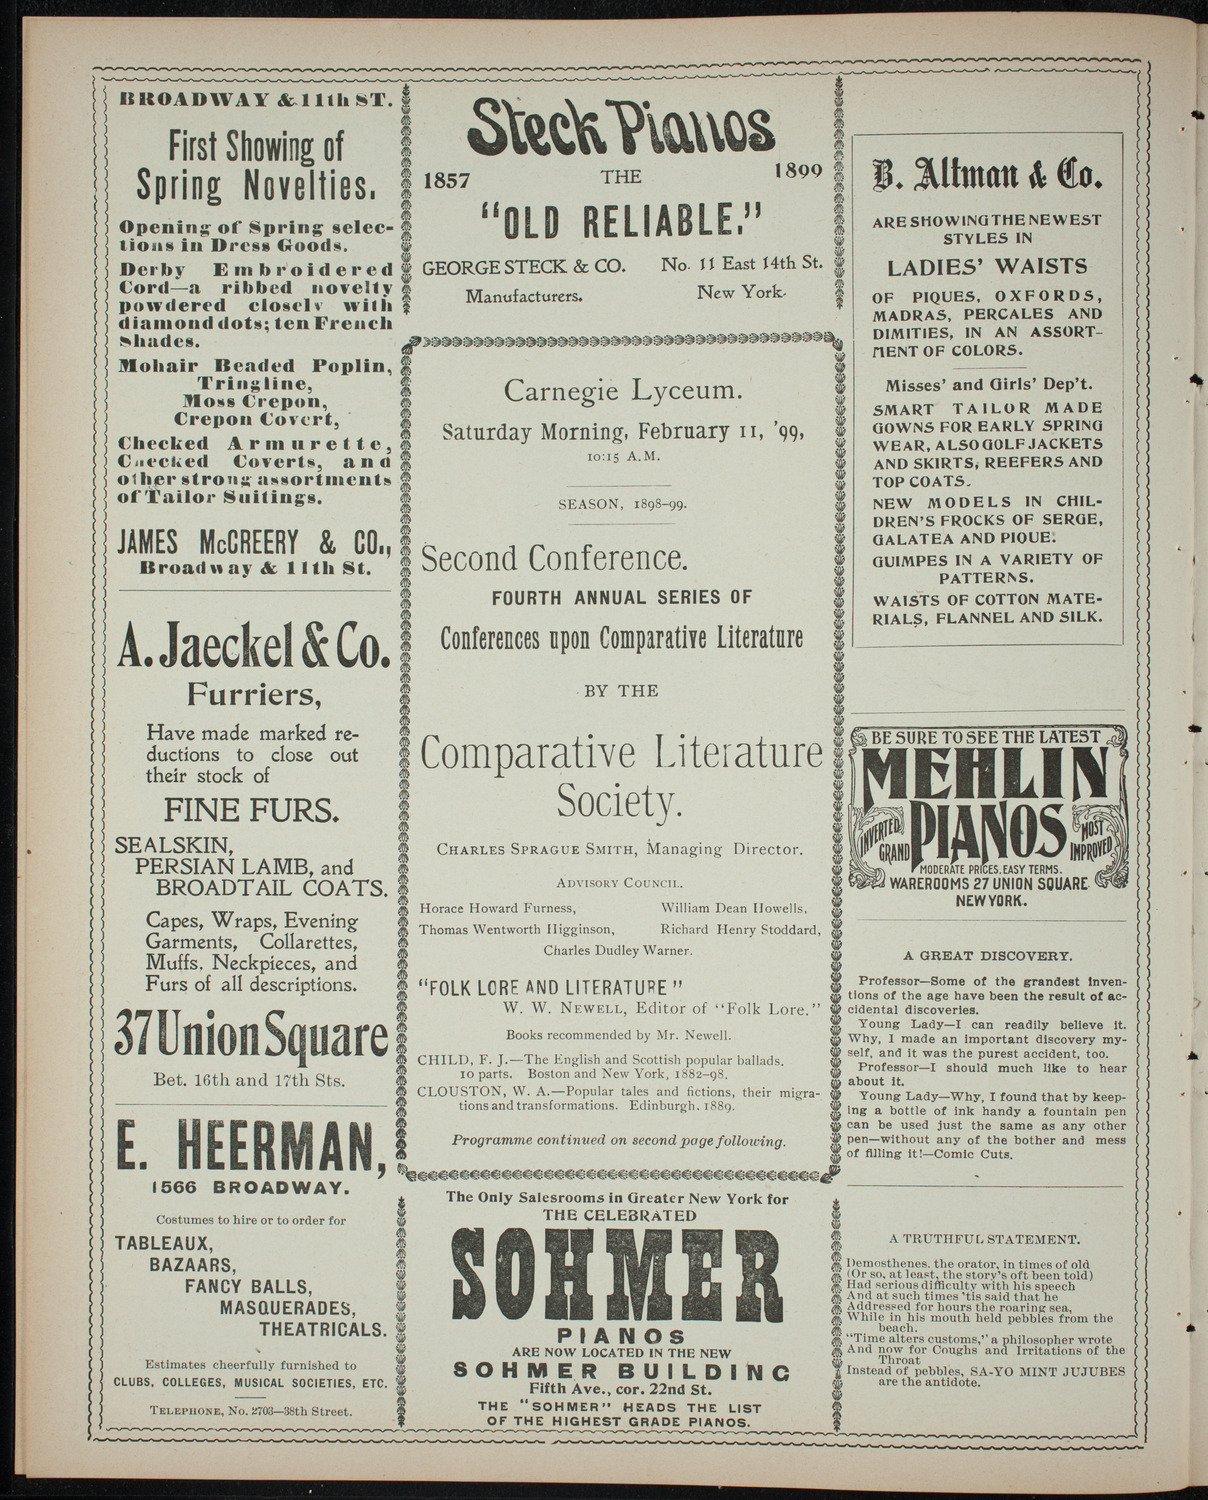 BROADWAY & 11th ST.
First Showing of
Spring Novelties.
Opening of Spring selec-
tions in Dress Goods.
Derby Embroidered
Cord—a ribbed novelty
powdered closely with
diamond dots; ten French
shades.
Mohair Beaded Poplin,
Tringline,
Moss Crepon,
Crepon Covert,
Checked Armurette,
Checked Coverts, and
other strong assortments
of Tailor Suitings.
JAMES McCREERY & CO.,
Broadway & 11th St.
A. Jaeckel & Co.
Furriers,
Have made marked re-
ductions to close out
their stock of
FINE FURS.
SEALSKIN,
PERSIAN LAMB, and
BROADTAIL COATS.
Capes, Wraps, Evening
Garments, Collarettes,
Muffs. Neckpieces, and
Furs of all descriptions.
37 Union Square
Bet. 16th and 17th Sts.
E. HEERMAN,
1566 BROADWAY.
Costumes to hire or to order for
TABLEAUX,
BAZAARS,
FANCY BALLS,
MASQUERADES,
THEATRICALS.
Estimates cheerfully furnished to
CLUBS, COLLEGES, MUSICAL SOCIETIES, ETC.
TELEPHONE, No. 2703—38th Street.
Steck Pianos
1857 THE 1899
"OLD RELIABLE."
GEORGE STECK & CO. No. 11 East 14th St.
Manufacturers. New York.
Carnegie Lyceum.
Saturday Morning, February 11, '99,
10:15 A.M.
SEASON, 1898-99.
Second Conference.
FOURTH ANNUAL SERIES OF
Conferences upon Comparative Literature
BY THE
Comparative Literature
Society.
CHARLES SPRAGUE SMITH, Managing Director.
ADVISORY COUNCIL.
Horace Howard Furness, William Dean Howells,
Thomas Wentworth Higginson, Richard Henry Stoddard,
Charles Dudley Warner.
"FOLK LORE AND LITERATURE"
W. W. NEWELL, Editor of "Folk Lore."
Books recommended by Mr. Newell.
CHILD, F. J.—The English and Scottish popular ballads.
10 parts. Boston and New York, 1882-98.
CLOUSTON, W. A.—Popular tales and fictions, their migra-
tions and transformations. Edinburgh. 1889.
Programme continued on second page following.
The Only Salesrooms in Greater New York for
THE CELEBRATED
SOHMER
PIANOS
ARE NOW LOCATED IN THE NEW
SOHMER BUILDING
Fifth Ave., cor. 22nd St.
THE "SOHMER" HEADS THE LIST
OF THE HIGHEST GRADE PIANOS.
B. Altman & Co.
ARE SHOWING THE NEWEST
STYLES IN
LADIES' WAISTS
OF PIQUES, OXFORDS,
MADRAS, PERCALES AND
DIMITIES, IN AN ASSORT-
MENT OF COLORS.
Misses' and Girls' Dep't.
SMART TAILOR MADE
GOWNS FOR EARLY SPRING
WEAR, ALSO GOLF JACKETS
AND SKIRTS, REEFERS AND
TOP COATS.
NEW MODELS IN CHIL-
DREN'S FROCKS OF SERGE,
GALATEA AND PIQUE.
GUIMPES IN A VARIETY OF
PATTERNS.
WAISTS OF COTTON MATE-
RIALS, FLANNEL AND SILK.
BE SURE TO SEE THE LATEST
MEHLIN
PIANOS
INVERTED GRAND
MOST IMPROVED
MODERATE PRICES. EASY TERMS.
WAREROOMS 27 UNION SQUARE
NEW YORK.
A GREAT DISCOVERY.
Professor—Some of the grandest inven-
tions of the age have been the result of ac-
cidental discoveries.
Young Lady—I can readily believe it.
Why, I made an important discovery my-
self, and it was the purest accident, too.
Professor—I should much like to hear
about it.
Young Lady—Why, I found that by keep-
ing a bottle of ink handy a fountain pen
can be used just the same as any other
pen—without any of the bother and mess
of filling it!—Comic Cuts.
A TRUTHFUL STATEMENT.
Demosthenes. the orator, in times of old
(Or so, at least, the story's oft been told)
Had serious difficulty with his speech
And at such times 'tis said that he
Addressed for hours the roaring sea,
While in his mouth held pebbles from the
beach.
"Time alters customs," a philosopher wrote
And now for Coughs and Irritations of the
Throat
Instead of pebbles, SA-YO MINT JUJUBES
are the antidote.